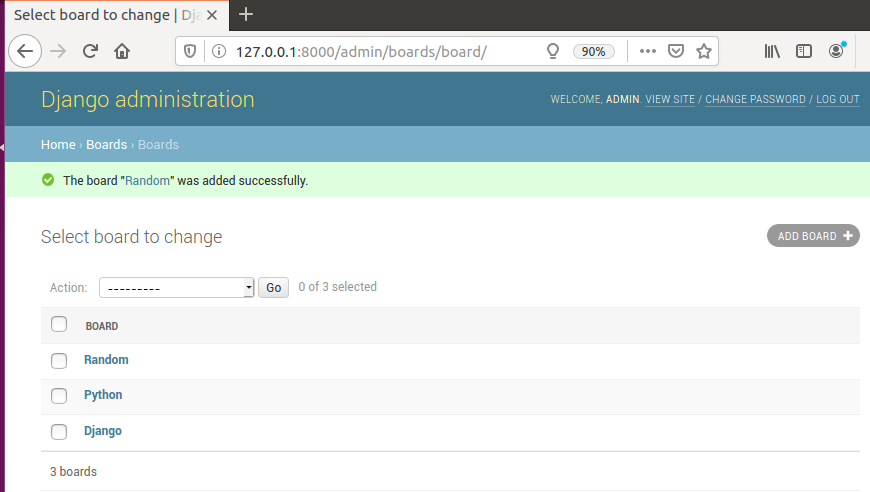 Select board to change | Dja
127.0.0.1:8000/admin/boards/board/ 90%
Django administration
WELCOME, ADMIN. VIEW SITE / CHANGE PASSWORD / LOG OUT
Home › Boards › Boards
The board "Random" was added successfully.
Select board to change
ADD BOARD
Action: --------- Go 0 of 3 selected
BOARD
Random
Python
Django
3 boards